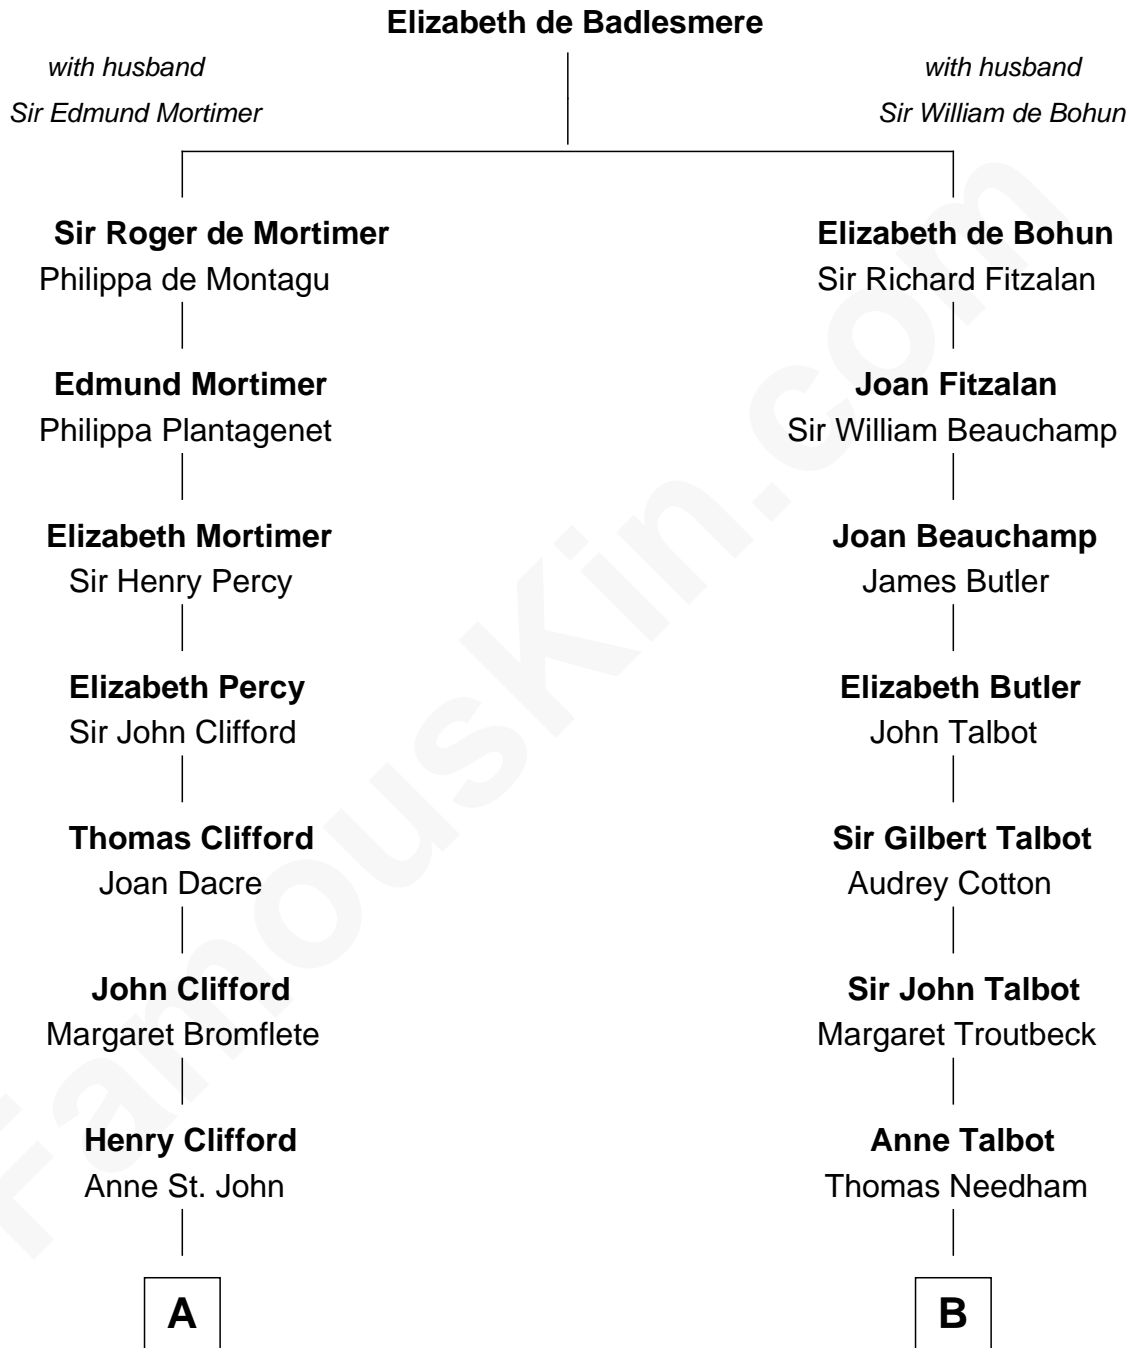 Elizabeth de Badlesmere
with husband
Sir Edmund Mortimer
with husband
Sir William de Bohun
Sir Roger de Mortimer
Philippa de Montagu
Elizabeth de Bohun
Sir Richard Fitzalan
Edmund Mortimer
Philippa Plantagenet
Joan Fitzalan
Sir William Beauchamp
Elizabeth Mortimer
Sir Henry Percy
Joan Beauchamp
James Butler
Elizabeth Percy
Sir John Clifford
Elizabeth Butler
John Talbot
Thomas Clifford
Joan Dacre
Sir Gilbert Talbot
Audrey Cotton
John Clifford
Margaret Bromflete
Sir John Talbot
Margaret Troutbeck
Henry Clifford
Anne St. John
Anne Talbot
Thomas Needham
A
B
FamousKin.com